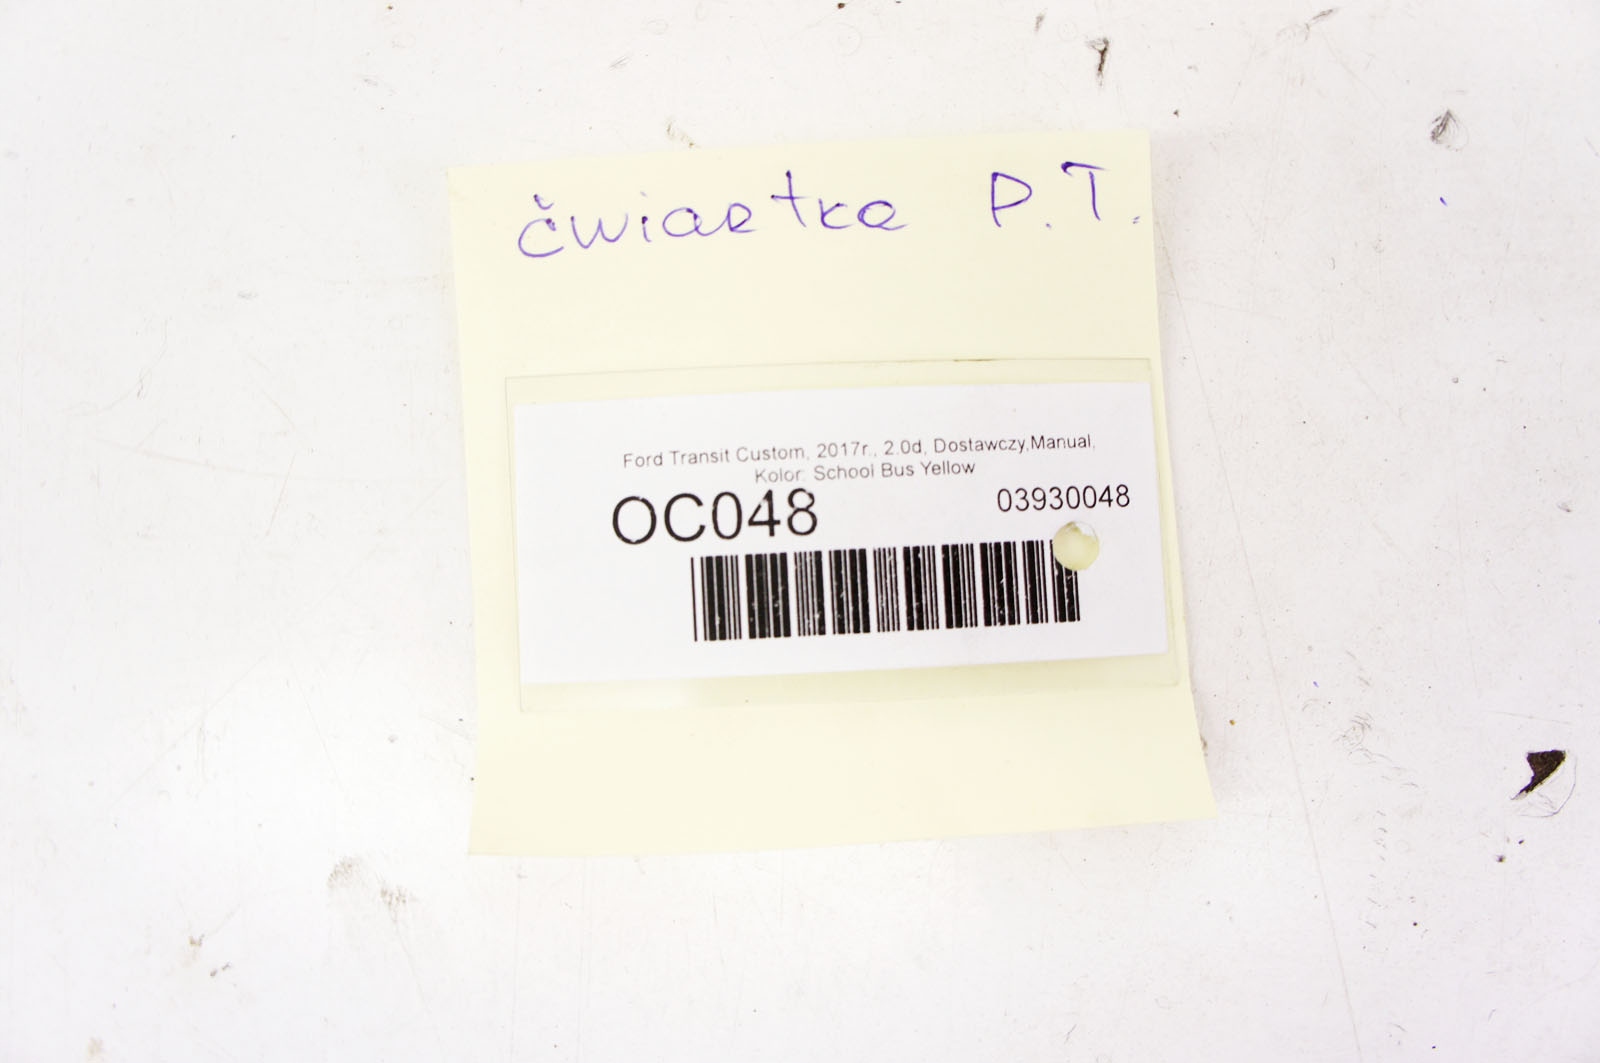 ćwiartka P.T.
Ford Transit Custom, 2017r., 2.0d, Dostawczy,Manual,
Kolor: School Bus Yellow
OC048 03930048